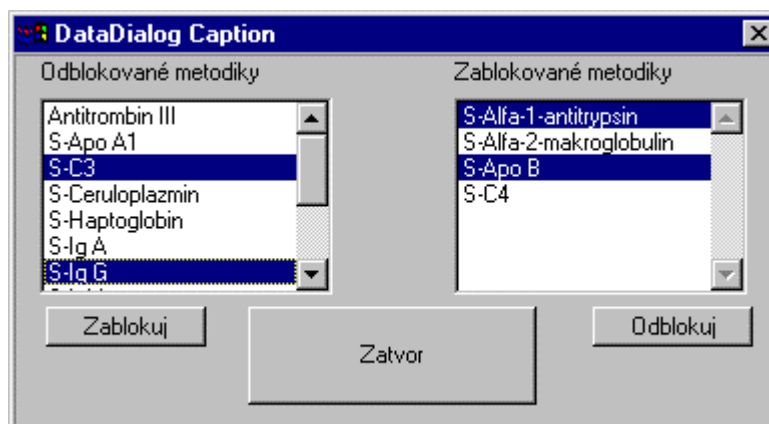 DataDialog Caption
Odblokované metodiky
Zablokované metodiky
Antitrombin III
S-Apo A1
S-C3
S-Ceruloplazmin
S-Haptoglobin
S-Ig A
S-Ig G
S-Alfa-1-antitrypsin
S-Alfa-2-makroglobulin
S-Apo B
S-C4
Zablokuj
Zatvor
Odblokuj